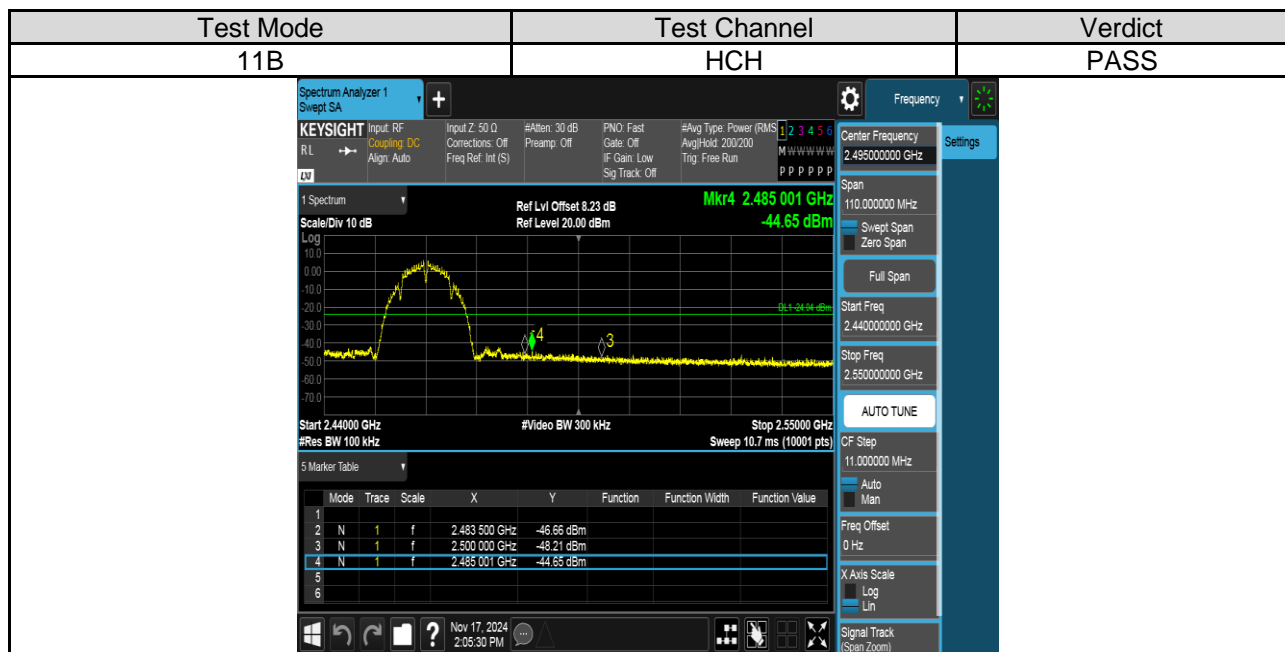 Test Mode Test Channel Verdict
11B HCH PASS
Spectrum Analyzer 1
Swept SA
+
Frequency
KEYSIGHT
RL
LXI
Input: RF
Coupling: DC
Align: Auto
Input Z: 50 Ω
Corrections: Off
Freq Ref: Int (S)
#Atten: 30 dB
Preamp: Off
PNO: Fast
Gate: Off
IF Gain: Low
Sig Track: Off
#Avg Type: Power (RMS
Avg|Hold: 200/200
Trig: Free Run
1 2 3 4 5 6
M W W W W W
P P P P P P
Center Frequency
2.495000000 GHz
Settings
Span
110.000000 MHz
Swept Span
Zero Span
Full Span
Start Freq
2.440000000 GHz
Stop Freq
2.550000000 GHz
AUTO TUNE
CF Step
11.000000 MHz
Auto
Man
Freq Offset
0 Hz
X Axis Scale
Log
Lin
Signal Track
(Span Zoom)
1 Spectrum
Scale/Div 10 dB
Ref Lvl Offset 8.23 dB
Ref Level 20.00 dBm
Mkr4 2.485 001 GHz
-44.65 dBm
Log
10.0
0.00
-10.0
-20.0
-30.0
-40.0
-50.0
-60.0
-70.0
DL1 -24.04 dBm
4
3
Start 2.44000 GHz
#Res BW 100 kHz
#Video BW 300 kHz
Stop 2.55000 GHz
Sweep 10.7 ms (10001 pts)
5 Marker Table
Mode Trace Scale X Y Function Function Width Function Value
1
2 N 1 f 2.483 500 GHz -46.66 dBm
3 N 1 f 2.500 000 GHz -48.21 dBm
4 N 1 f 2.485 001 GHz -44.65 dBm
5
6
?
Nov 17, 2024
2:05:30 PM